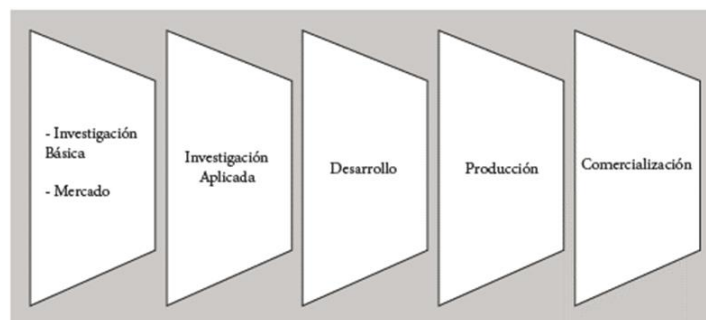 - Investigación
Básica
- Mercado
Investigación
Aplicada
Desarrollo
Producción
Comercialización